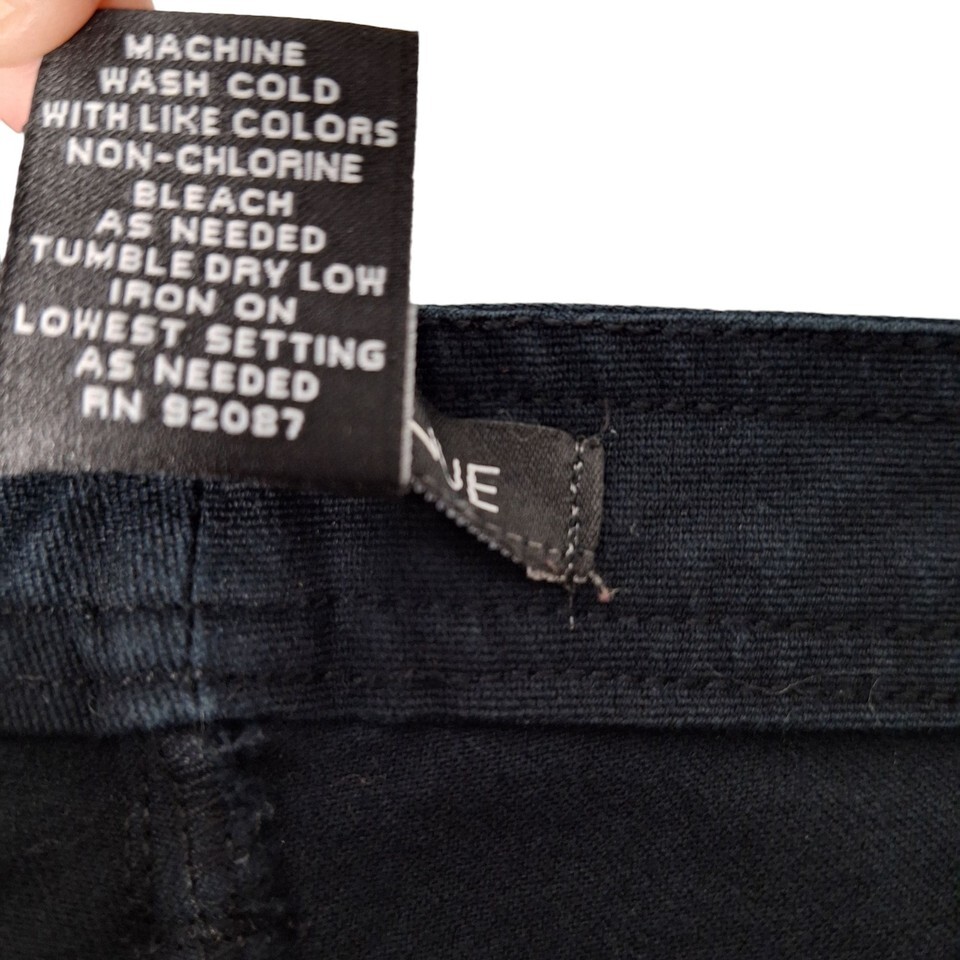 MACHINE
WASH COLD
WITH LIKE COLORS
NON-CHLORINE
BLEACH
AS NEEDED
TUMBLE DRY LOW
IRON ON
LOWEST SETTING
AS NEEDED
RN 92087